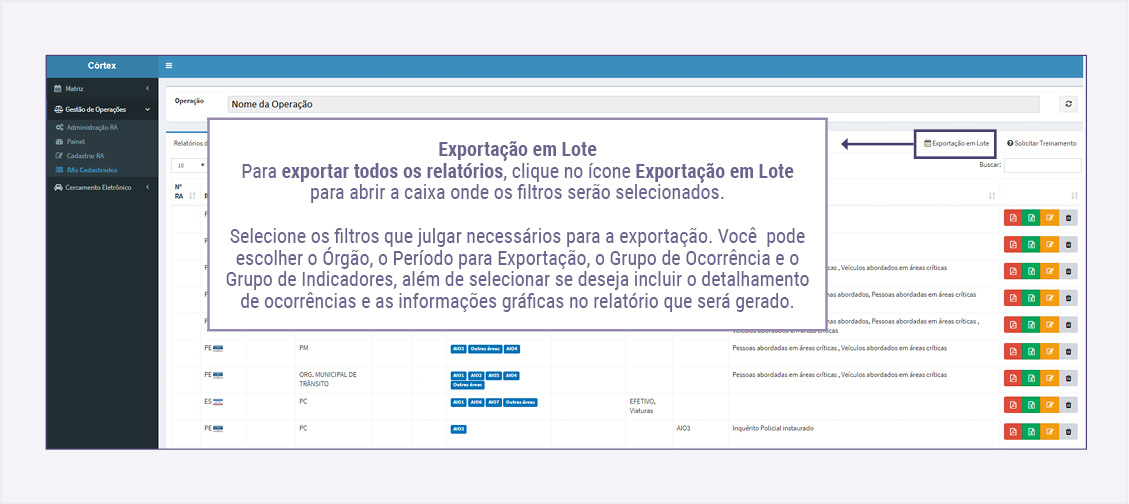 Córtex
Matriz
Gestão de Operações
Administração RA
Painel
Cadastrar RA
RAs Cadastrados
Cercamento Eletrônico
Operação
Nome da Operação
Relatórios d
Exportação em Lote
Solicitar Treinamento
10
Buscar:
Nº
RA
Exportação em Lote
Para exportar todos os relatórios, clique no ícone Exportação em Lote
para abrir a caixa onde os filtros serão selecionados.
Selecione os filtros que julgar necessários para a exportação. Você pode
escolher o Órgão, o Período para Exportação, o Grupo de Ocorrência e o
Grupo de Indicadores, além de selecionar se deseja incluir o detalhamento
de ocorrências e as informações gráficas no relatório que será gerado.
cas , Veículos abordados em áreas críticas
nas abordados, Pessoas abordadas em áreas críticas
nas abordados, Pessoas abordadas em áreas críticas ,
Veículos abordados em áreas críticas
PE PM AIO3 Outras áreas AIO4 Pessoas abordadas em áreas críticas , Veículos abordados em áreas críticas
PE ORG. MUNICIPAL DE AIO1 AIO2 AIO3 AIO4 Pessoas abordadas em áreas críticas , Veículos abordados em áreas críticas
TRÂNSITO Outras áreas
ES PC AIO1 AIO6 AIO7 Outras áreas EFETIVO,
Viaturas
PE PC AIO3 AIO3 Inquérito Policial instaurado